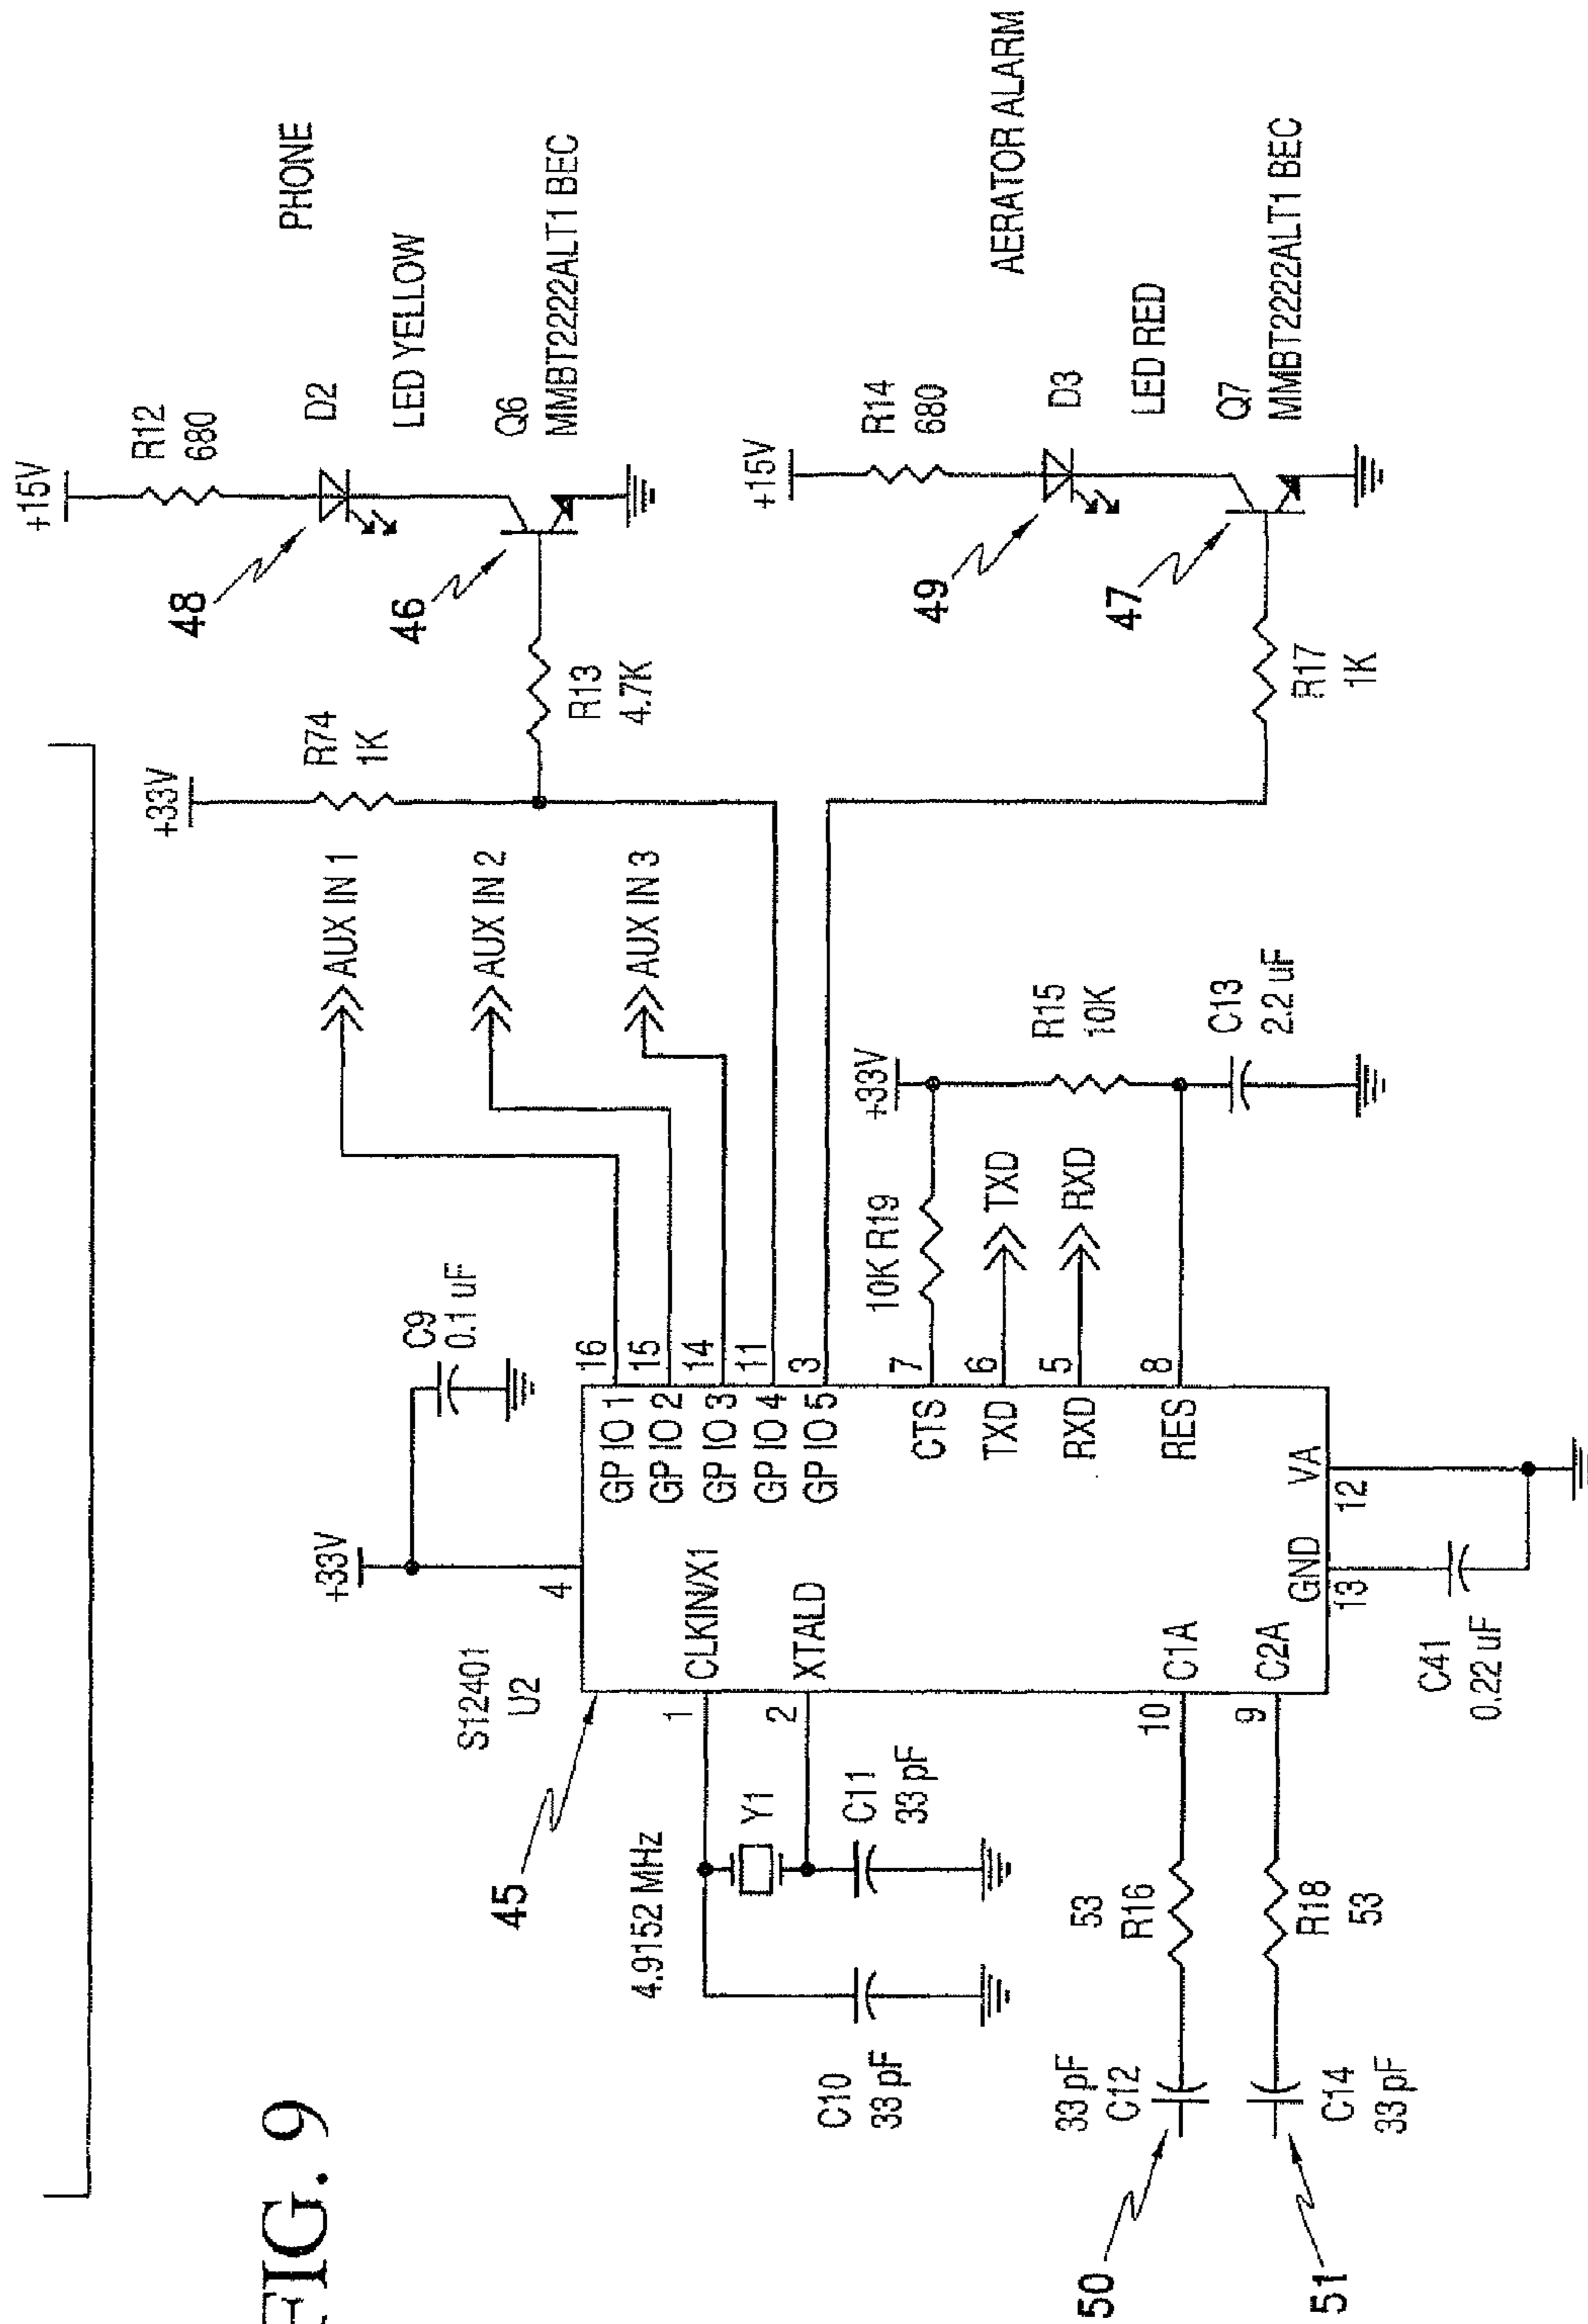 FIG. 9
+15V
R12
680
D2
LED YELLOW
PHONE
48
Q6
MMBT2222ALT1 BEC
46
+33V
R74
1K
R13
4.7K
AUX IN 1
AUX IN 2
AUX IN 3
+15V
R14
680
D3
LED RED
AERATOR ALARM
49
Q7
MMBT2222ALT1 BEC
47
R17
1K
+33V
C9
0.1 uF
S12401
U2
45
4
CLKIN/X1
XTALD
C1A
C2A
GND
VA
GP IO 1
GP IO 2
GP IO 3
GP IO 4
GP IO 5
CTS
TXD
RXD
RES
16
15
14
11
3
7
6
5
8
1
2
10
9
13
12
10K R19
TXD
RXD
+33V
R15
10K
C13
2.2 uF
4.9152 MHz
Y1
C11
33 pF
C10
33 pF
53
R16
R18
53
33 pF
C12
C14
33 pF
C41
0.22 uF
50
51